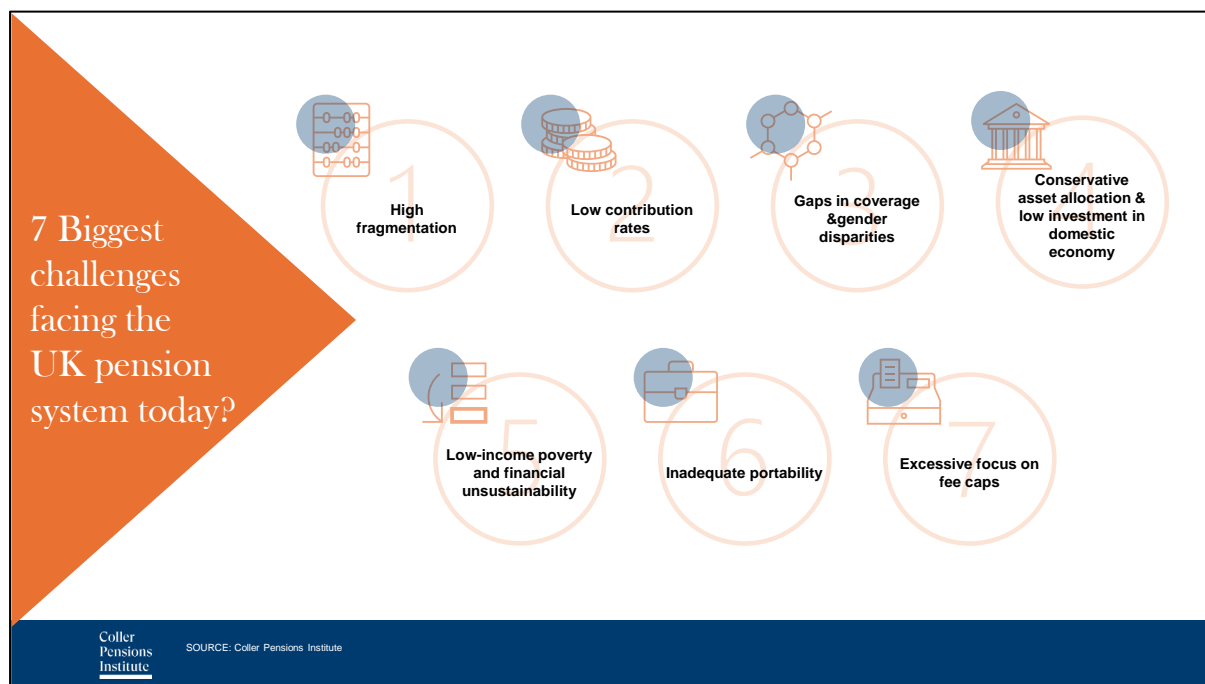 7 Biggest
challenges
facing the
UK pension
system today?
1
High
fragmentation
2
Low contribution
rates
3
Gaps in coverage
&gender
disparities
4
Conservative
asset allocation &
low investment in
domestic
economy
5
Low-income poverty
and financial
unsustainability
6
Inadequate portability
7
Excessive focus on
fee caps
Coller
Pensions
Institute
SOURCE: Coller Pensions Institute